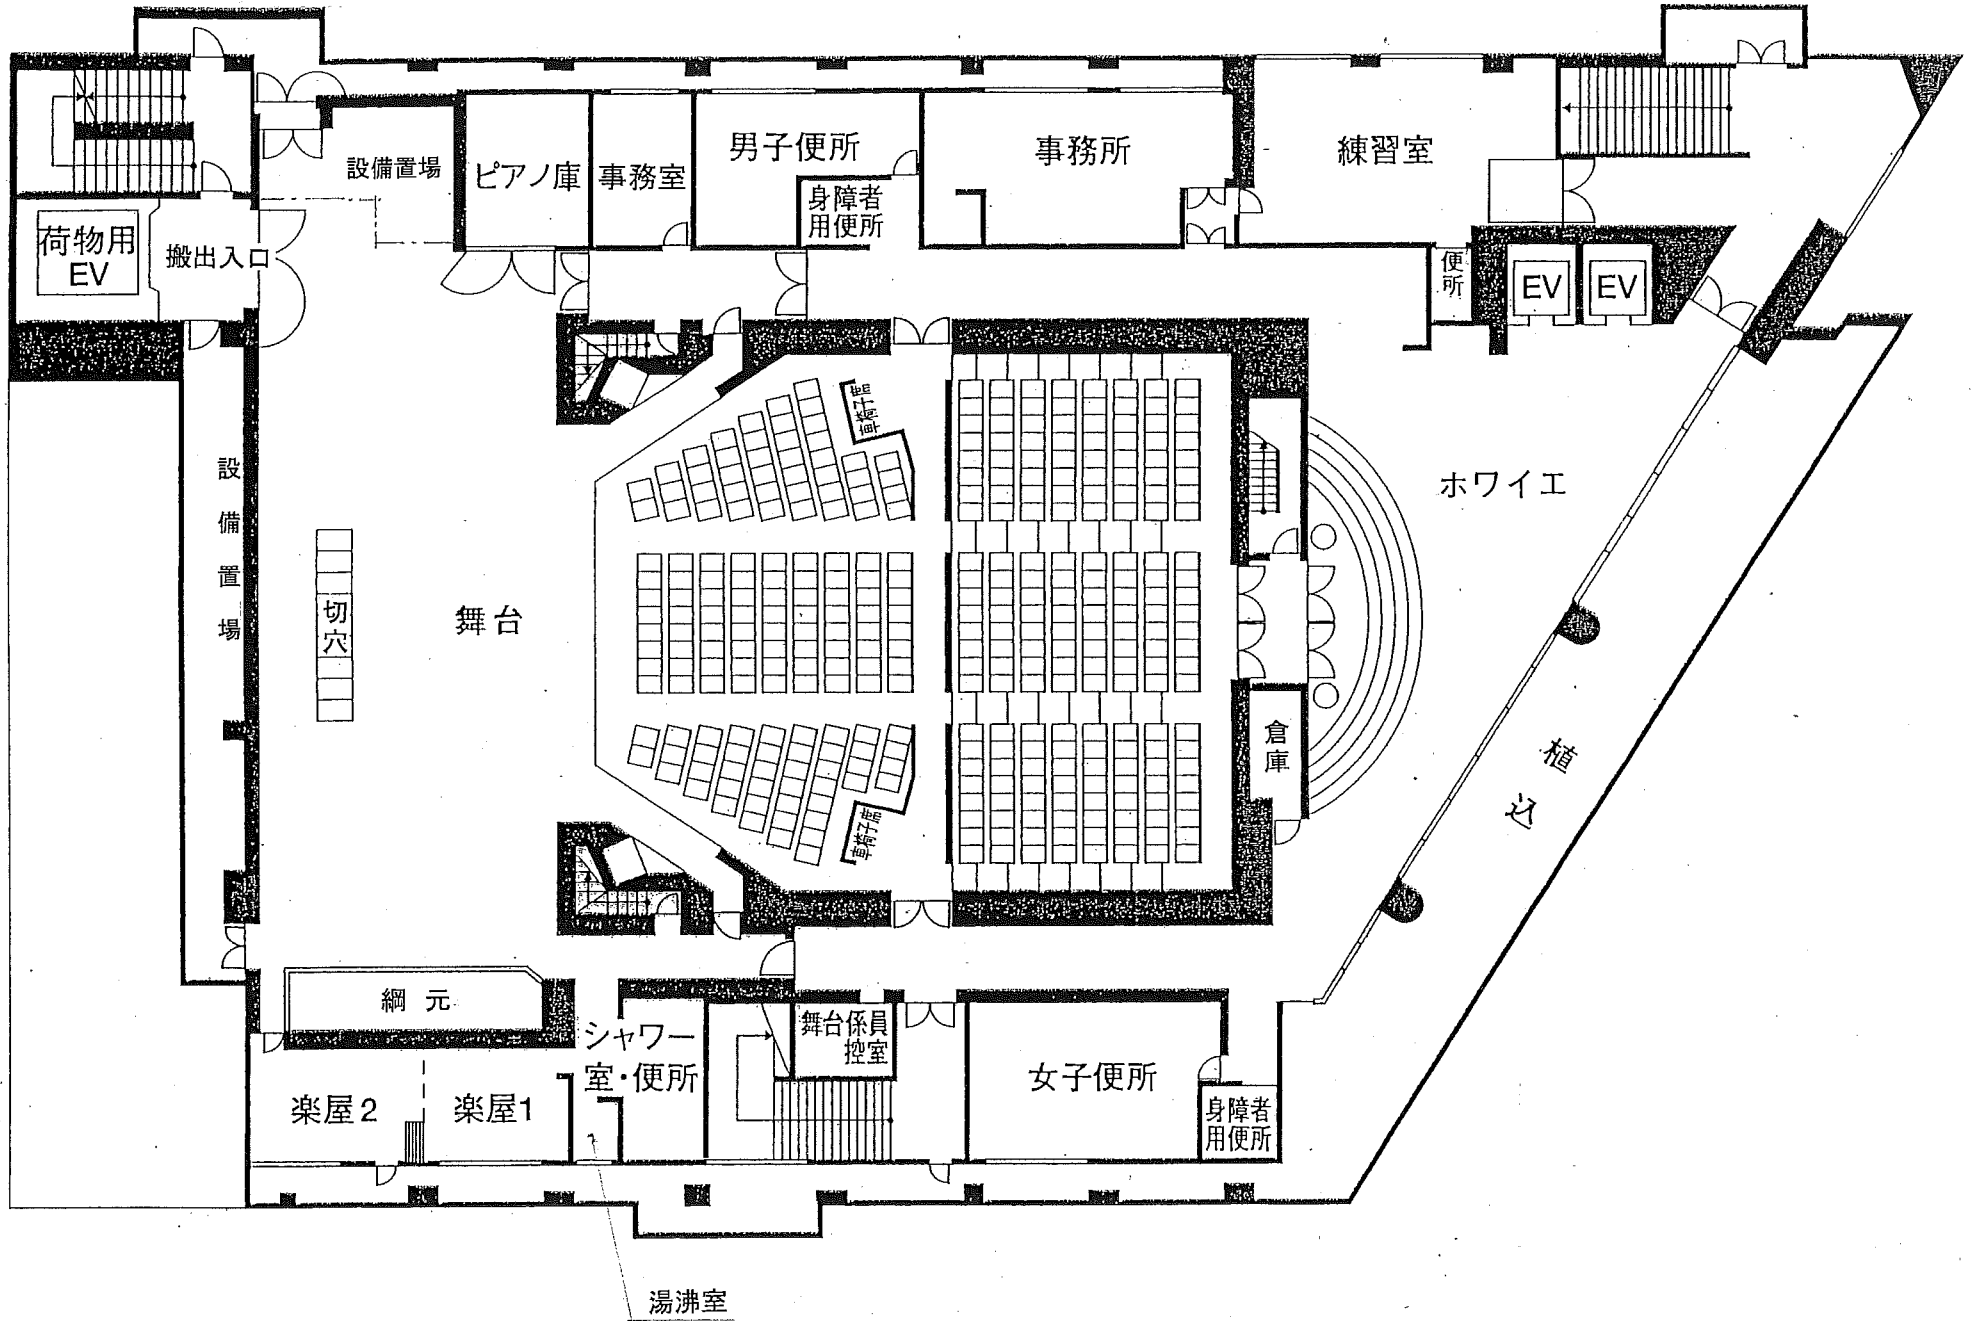 男子便所
事務所
練習室
設備置場
ピアノ庫
事務室
身障者
用便所
荷物用
EV
搬出入口
便所
EV
EV
車椅子席
設備置場
ホワイエ
切穴
舞台
倉庫
植込
車椅子席
綱元
シャワー
室・便所
舞台係員
控室
女子便所
楽屋2
楽屋1
身障者
用便所
湯沸室